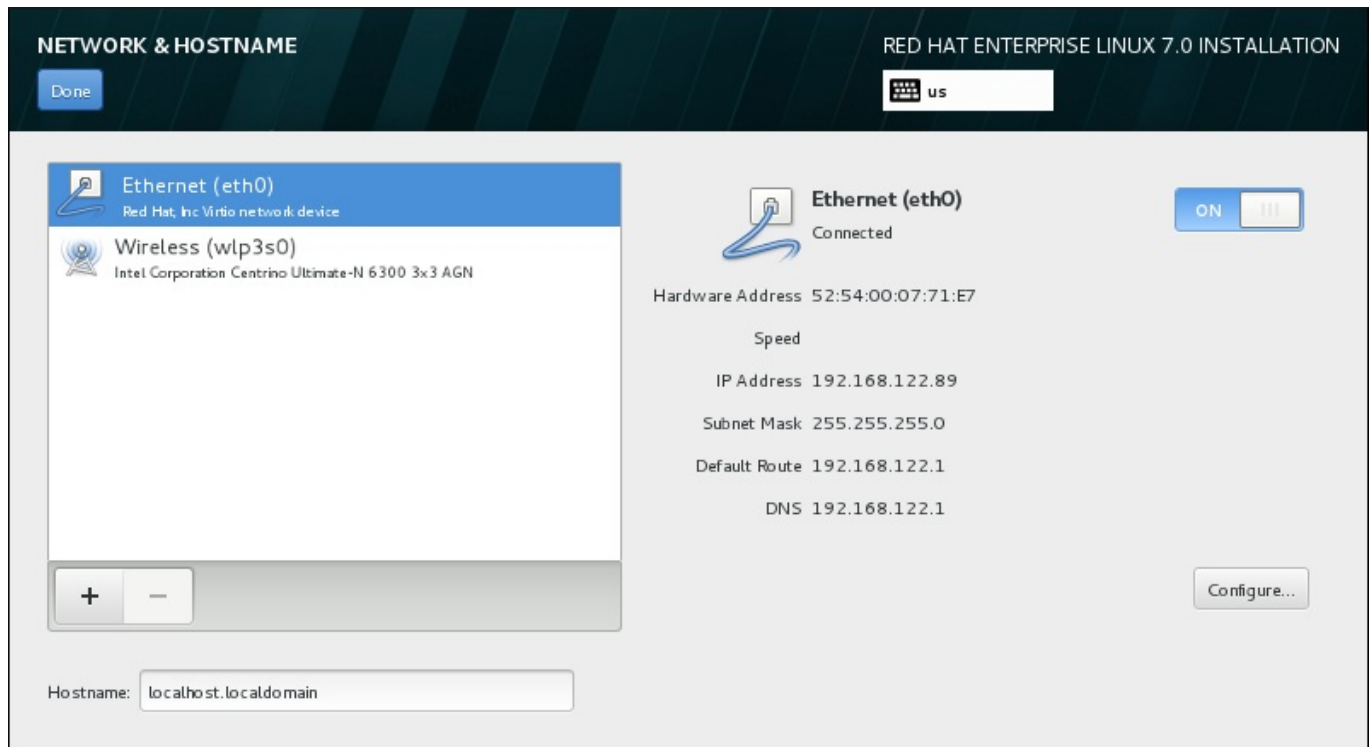 NETWORK & HOSTNAME
RED HAT ENTERPRISE LINUX 7.0 INSTALLATION
Done
us
Ethernet (eth0)
Red Hat, Inc Virtio network device
Wireless (wlp3s0)
Intel Corporation Centrino Ultimate-N 6300 3x3 AGN
+ −
Hostname: localhost.localdomain
Ethernet (eth0)
Connected
ON
Hardware Address 52:54:00:07:71:E7
Speed
IP Address 192.168.122.89
Subnet Mask 255.255.255.0
Default Route 192.168.122.1
DNS 192.168.122.1
Configure...